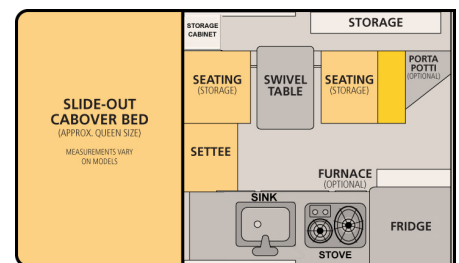 STORAGE
CABINET
STORAGE
SEATING
(STORAGE)
SWIVEL
TABLE
SEATING
(STORAGE)
PORTA
POTTI
(OPTIONAL)
SLIDE-OUT
CABOVER BED
(APPROX. QUEEN SIZE)
MEASUREMENTS VARY
ON MODELS
SETTEE
FURNACE
(OPTIONAL)
SINK
STOVE
FRIDGE